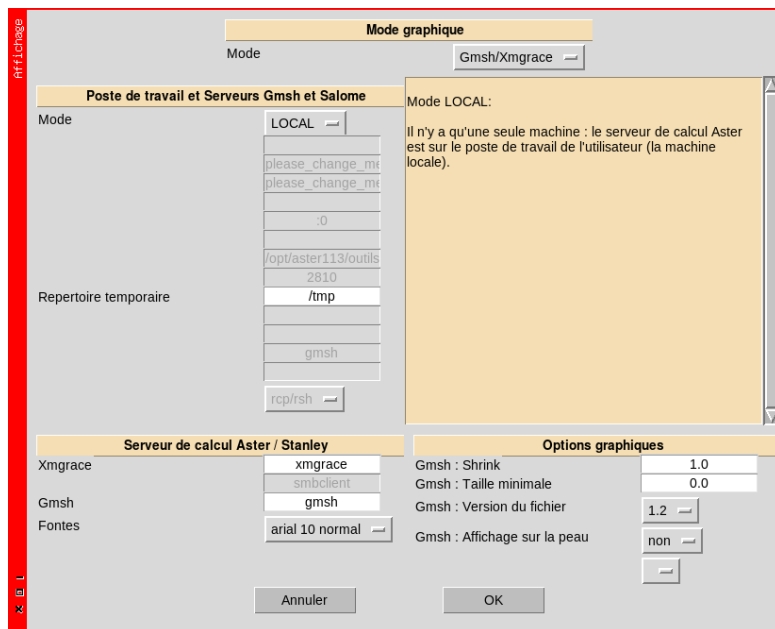 Affichage
Mode graphique
Mode
Gmsh/Xmgrace
Poste de travail et Serveurs Gmsh et Salome
Mode
LOCAL
please_change_me
please_change_me
:0
/opt/aster113/outils
2810
Repertoire temporaire
/tmp
gmsh
rcp/rsh
Mode LOCAL:
Il n'y a qu'une seule machine : le serveur de calcul Aster
est sur le poste de travail de l'utilisateur (la machine
locale).
Serveur de calcul Aster / Stanley
Xmgrace
xmgrace
smbclient
Gmsh
gmsh
Fontes
arial 10 normal
Options graphiques
Gmsh : Shrink
1.0
Gmsh : Taille minimale
0.0
Gmsh : Version du fichier
1.2
Gmsh : Affichage sur la peau
non
Annuler
OK